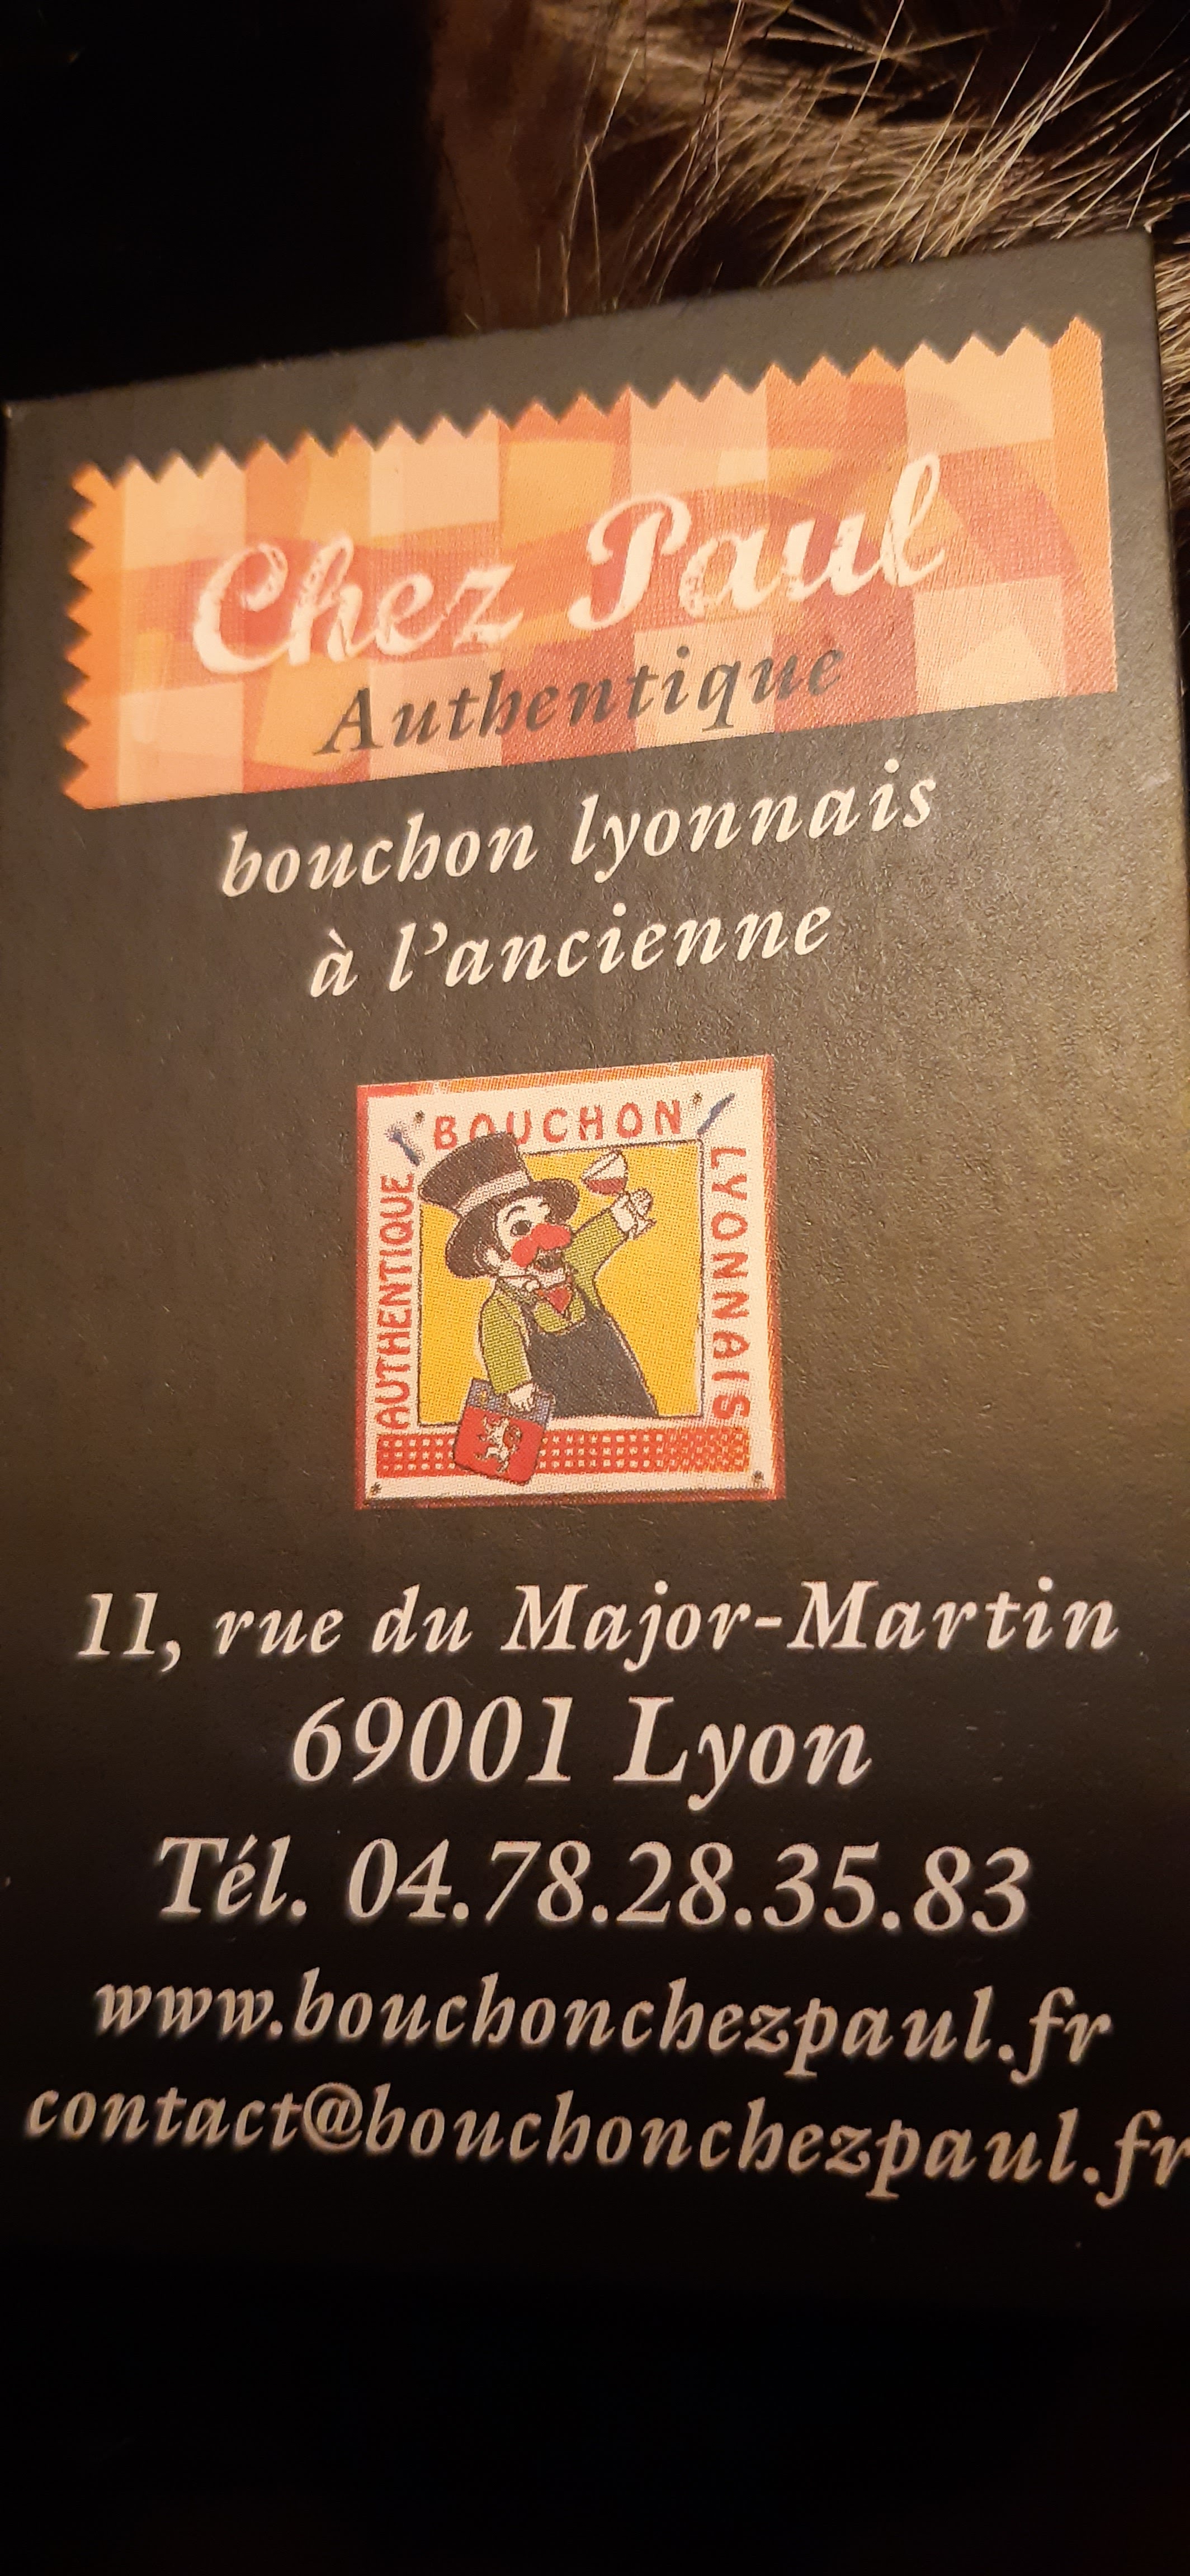 Chez Paul
Authentique
bouchon lyonnais
à l'ancienne
AUTHENTIQUE
BOUCHON
LYONNAIS
11, rue du Major-Martin
69001 Lyon
Tél. 04.78.28.35.83
www.bouchonchezpaul.fr
contact@bouchonchezpaul.fr